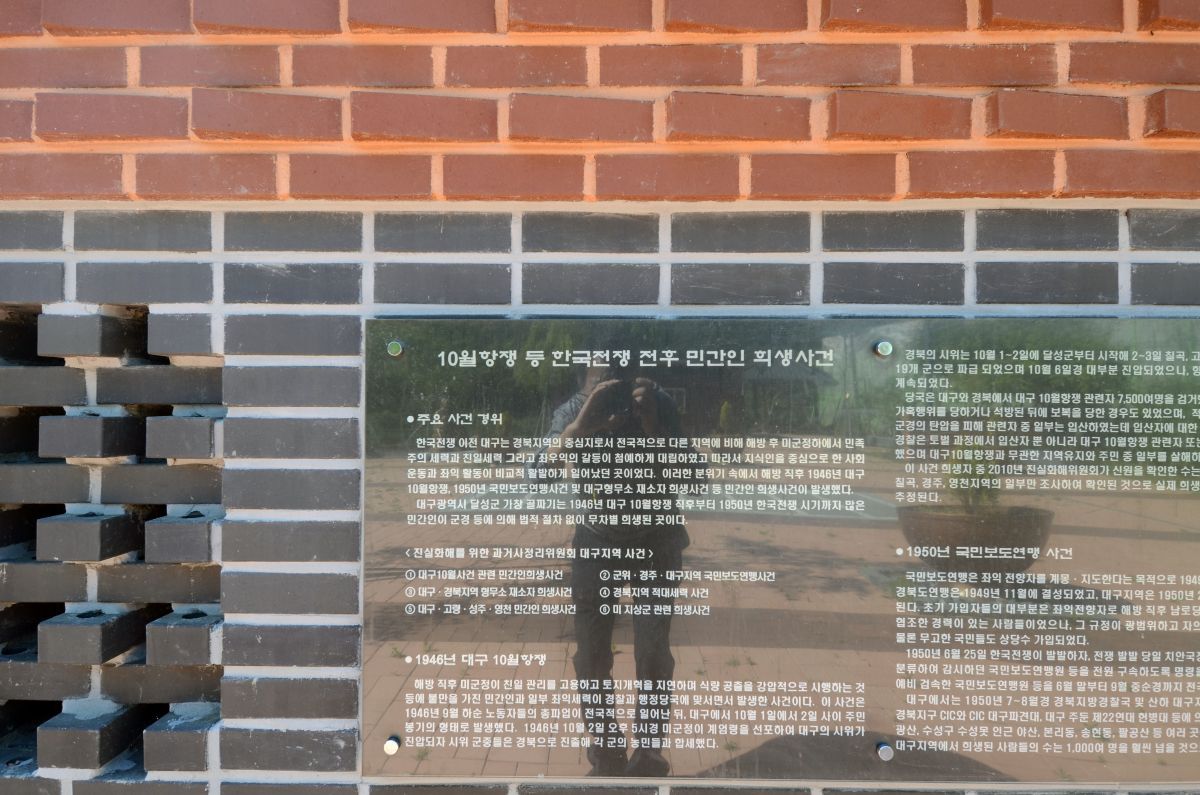 10월항쟁 등 한국전쟁 전후 민간인 희생사건
● 주요 사건 경위
한국전쟁 이전 대구는 경북지역의 중심지로서 전국적으로 다른 지역에 비해 해방 후 미군정하에서 민족
주의 세력과 친일세력 그리고 좌우익의 갈등이 첨예하게 대립하였고 따라서 지식인을 중심으로 한 사회
운동과 좌익 활동이 비교적 활발하게 일어났던 곳이었다. 이러한 분위기 속에서 해방 직후 1946년 대구
10월항쟁, 1950년 국민보도연맹사건 및 대구형무소 재소자 희생사건 등 민간인 희생사건이 발생했다.
대구광역시 달성군 가창 골짜기는 1946년 대구 10월항쟁 직후부터 1950년 한국전쟁 시기까지 많은
민간인이 군경 등에 의해 법적 절차 없이 무차별 희생된 곳이다.
< 진실화해를 위한 과거사정리위원회 대구지역 사건 >
① 대구10월사건 관련 민간인희생사건 ② 군위 · 경주 · 대구지역 국민보도연맹사건
③ 대구 · 경북지역 형무소 재소자 희생사건 ④ 경북지역 적대세력 사건
⑤ 대구 · 고령 · 성주 · 영천 민간인 희생사건 ⑥ 미 지상군 관련 희생사건
● 1946년 대구 10월항쟁
해방 직후 미군정이 친일 관리를 고용하고 토지개혁을 지연하며 식량 공출을 강압적으로 시행하는 것
등에 불만을 가진 민간인과 일부 좌익세력이 경찰과 행정당국에 맞서면서 발생한 사건이다. 이 사건은
1946년 9월 하순 노동자들의 총파업이 전국적으로 일어난 뒤, 대구에서 10월 1일에서 2일 사이 주민
봉기의 형태로 발생했다. 1946년 10월 2일 오후 5시경 미군정이 계엄령을 선포하여 대구의 시위가
진압되자 시위 군중들은 경북으로 진출해 각 군의 농민들과 합세했다.
경북의 시위는 10월 1~2일에 달성군부터 시작해 2~3일 칠곡, 고
19개 군으로 파급 되었으며 10월 6일경 대부분 진압되었으나, 항
계속되었다.
당국은 대구와 경북에서 대구 10월항쟁 관련자 7,500여명을 검거
가혹행위를 당하거나 석방된 뒤에 보복을 당한 경우도 있었으며, 적
군경의 탄압을 피해 관련자 중 일부는 입산하였는데 입산자에 대한
경찰은 토벌 과정에서 입산자 뿐 아니라 대구 10월항쟁 관련자 또는
했으며 대구 10월항쟁과 무관한 지역유지와 주민 중 일부를 살해하
이 사건 희생자 중 2010년 진실화해위원회가 신원을 확인한 수는
칠곡, 경주, 영천지역의 일부만 조사하여 확인된 것으로 실제 희생
추정된다.
● 1950년 국민보도연맹 사건
국민보도연맹은 좌익 전향자를 계몽 · 지도한다는 목적으로 1949
경북도연맹은 1949년 11월에 결성되었고, 대구지역은 1950년 2
된다. 초기 가입자들의 대부분은 좌익전향자로 해방 직후 남로당
협조한 경력이 있는 사람들이었으나, 그 규정이 광범위하고 자의
물론 무고한 국민들도 상당수 가입되었다.
1950년 6월 25일 한국전쟁이 발발하자, 전쟁 발발 당일 치안국장
분류하여 감시하던 국민보도연맹원 등을 전원 구속하도록 명령을
예비 검속한 국민보도연맹원 등을 6월 말부터 9월 중순경까지 전국
대구에서는 1950년 7~8월경 경북지방경찰국 및 산하 대구지
경북지구 CIC와 CIC 대구파견대, 대구 주둔 제22연대 헌병대 등에 의
광산, 수성구 수성못 인근 야산, 본리동, 송현동, 팔공산 등 여러 곳
대구지역에서 희생된 사람들의 수는 1,000여 명을 훨씬 넘을 것으